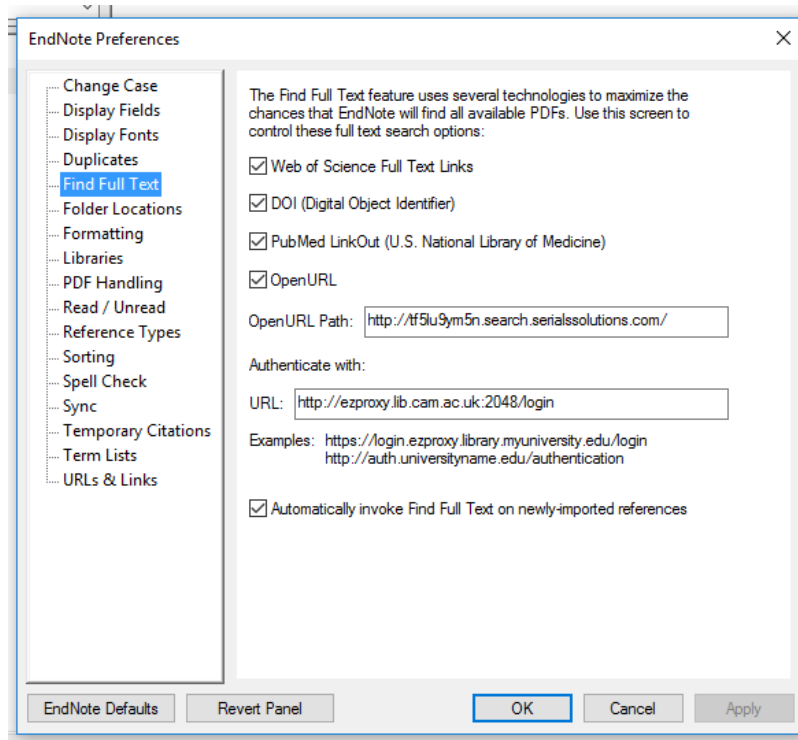 EndNote Preferences
Change Case
Display Fields
Display Fonts
Duplicates
Find Full Text
Folder Locations
Formatting
Libraries
PDF Handling
Read / Unread
Reference Types
Sorting
Spell Check
Sync
Temporary Citations
Term Lists
URLs & Links
The Find Full Text feature uses several technologies to maximize the
chances that EndNote will find all available PDFs. Use this screen to
control these full text search options:
Web of Science Full Text Links
DOI (Digital Object Identifier)
PubMed LinkOut (U.S. National Library of Medicine)
OpenURL
OpenURL Path: http://tf5lu9ym5n.search.serialssolutions.com/
Authenticate with:
URL: http://ezproxy.lib.cam.ac.uk:2048/login
Examples: https://login.ezproxy.library.myuniversity.edu/login
http://auth.universityname.edu/authentication
Automatically invoke Find Full Text on newly-imported references
EndNote Defaults Revert Panel OK Cancel Apply